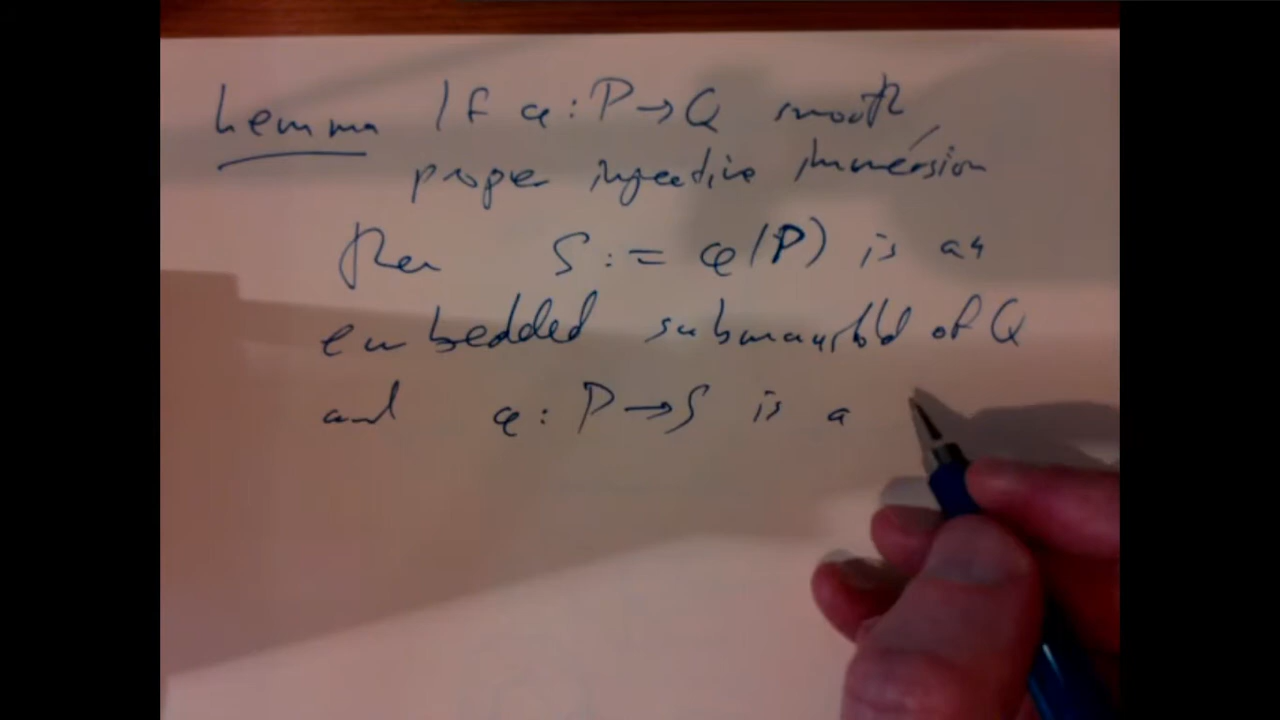 Lemma If φ : P → Q smooth
proper injective immersion
then S := φ(P) is an
embedded submanifold of Q
and φ : P → S is a